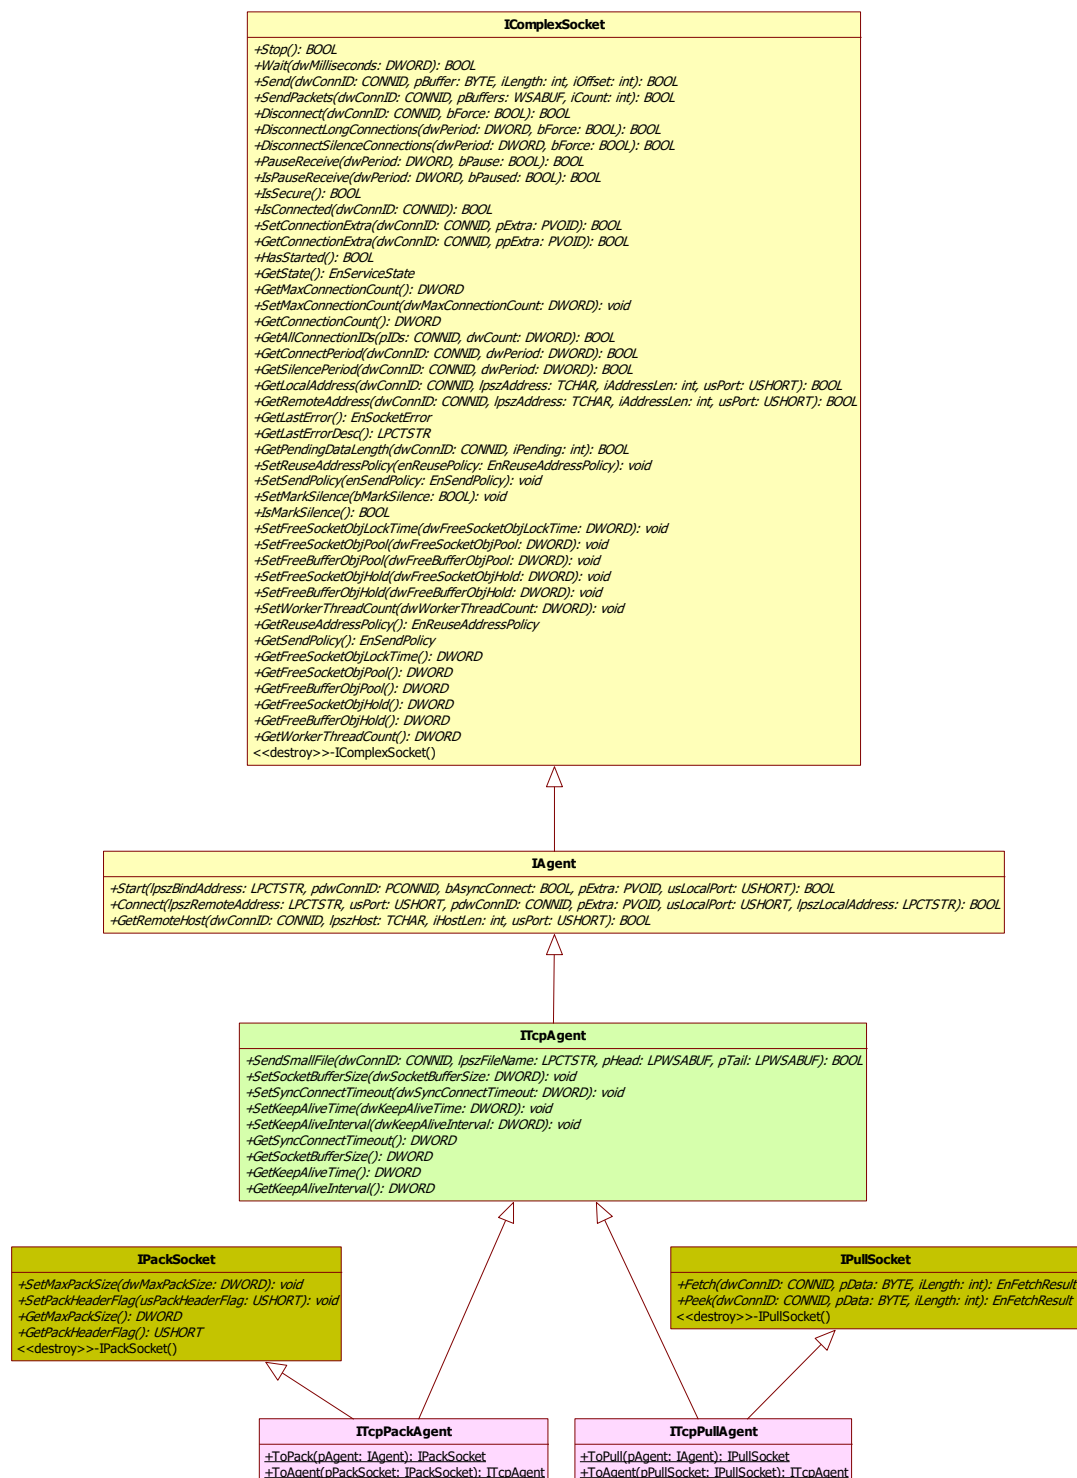 IComplexSocket
+Stop(): BOOL
+Wait(dwMilliseconds: DWORD): BOOL
+Send(dwConnID: CONNID, pBuffer: BYTE, iLength: int, iOffset: int): BOOL
+SendPackets(dwConnID: CONNID, pBuffers: WSABUF, iCount: int): BOOL
+Disconnect(dwConnID: CONNID, bForce: BOOL): BOOL
+DisconnectLongConnections(dwPeriod: DWORD, bForce: BOOL): BOOL
+DisconnectSilenceConnections(dwPeriod: DWORD, bForce: BOOL): BOOL
+PauseReceive(dwPeriod: DWORD, bPause: BOOL): BOOL
+IsPauseReceive(dwPeriod: DWORD, bPaused: BOOL): BOOL
+IsSecure(): BOOL
+IsConnected(dwConnID: CONNID): BOOL
+SetConnectionExtra(dwConnID: CONNID, pExtra: PVOID): BOOL
+GetConnectionExtra(dwConnID: CONNID, ppExtra: PVOID): BOOL
+HasStarted(): BOOL
+GetState(): EnServiceState
+GetMaxConnectionCount(): DWORD
+SetMaxConnectionCount(dwMaxConnectionCount: DWORD): void
+GetConnectionCount(): DWORD
+GetAllConnectionIDs(pIDs: CONNID, dwCount: DWORD): BOOL
+GetConnectPeriod(dwConnID: CONNID, dwPeriod: DWORD): BOOL
+GetSilencePeriod(dwConnID: CONNID, dwPeriod: DWORD): BOOL
+GetLocalAddress(dwConnID: CONNID, lpszAddress: TCHAR, iAddressLen: int, usPort: USHORT): BOOL
+GetRemoteAddress(dwConnID: CONNID, lpszAddress: TCHAR, iAddressLen: int, usPort: USHORT): BOOL
+GetLastError(): EnSocketError
+GetLastErrorDesc(): LPCTSTR
+GetPendingDataLength(dwConnID: CONNID, iPending: int): BOOL
+SetReuseAddressPolicy(enReusePolicy: EnReuseAddressPolicy): void
+SetSendPolicy(enSendPolicy: EnSendPolicy): void
+SetMarkSilence(bMarkSilence: BOOL): void
+IsMarkSilence(): BOOL
+SetFreeSocketObjLockTime(dwFreeSocketObjLockTime: DWORD): void
+SetFreeSocketObjPool(dwFreeSocketObjPool: DWORD): void
+SetFreeBufferObjPool(dwFreeBufferObjPool: DWORD): void
+SetFreeSocketObjHold(dwFreeSocketObjHold: DWORD): void
+SetFreeBufferObjHold(dwFreeBufferObjHold: DWORD): void
+SetWorkerThreadCount(dwWorkerThreadCount: DWORD): void
+GetReuseAddressPolicy(): EnReuseAddressPolicy
+GetSendPolicy(): EnSendPolicy
+GetFreeSocketObjLockTime(): DWORD
+GetFreeSocketObjPool(): DWORD
+GetFreeBufferObjPool(): DWORD
+GetFreeSocketObjHold(): DWORD
+GetFreeBufferObjHold(): DWORD
+GetWorkerThreadCount(): DWORD
<<destroy>>-IComplexSocket()
IAgent
+Start(lpszBindAddress: LPCTSTR, pdwConnID: PCONNID, bAsyncConnect: BOOL, pExtra: PVOID, usLocalPort: USHORT): BOOL
+Connect(lpszRemoteAddress: LPCTSTR, usPort: USHORT, pdwConnID: CONNID, pExtra: PVOID, usLocalPort: USHORT, lpszLocalAddress: LPCTSTR): BOOL
+GetRemoteHost(dwConnID: CONNID, lpszHost: TCHAR, iHostLen: int, usPort: USHORT): BOOL
ITcpAgent
+SendSmallFile(dwConnID: CONNID, lpszFileName: LPCTSTR, pHead: LPWSABUF, pTail: LPWSABUF): BOOL
+SetSocketBufferSize(dwSocketBufferSize: DWORD): void
+SetSyncConnectTimeout(dwSyncConnectTimeout: DWORD): void
+SetKeepAliveTime(dwKeepAliveTime: DWORD): void
+SetKeepAliveInterval(dwKeepAliveInterval: DWORD): void
+GetSyncConnectTimeout(): DWORD
+GetSocketBufferSize(): DWORD
+GetKeepAliveTime(): DWORD
+GetKeepAliveInterval(): DWORD
IPackSocket
+SetMaxPackSize(dwMaxPackSize: DWORD): void
+SetPackHeaderFlag(usPackHeaderFlag: USHORT): void
+GetMaxPackSize(): DWORD
+GetPackHeaderFlag(): USHORT
<<destroy>>-IPackSocket()
IPullSocket
+Fetch(dwConnID: CONNID, pData: BYTE, iLength: int): EnFetchResult
+Peek(dwConnID: CONNID, pData: BYTE, iLength: int): EnFetchResult
<<destroy>>-IPullSocket()
ITcpPackAgent
+ToPack(pAgent: IAgent): IPackSocket
+ToAgent(pPackSocket: IPackSocket): ITcpAgent
ITcpPullAgent
+ToPull(pAgent: IAgent): IPullSocket
+ToAgent(pPullSocket: IPullSocket): ITcpAgent